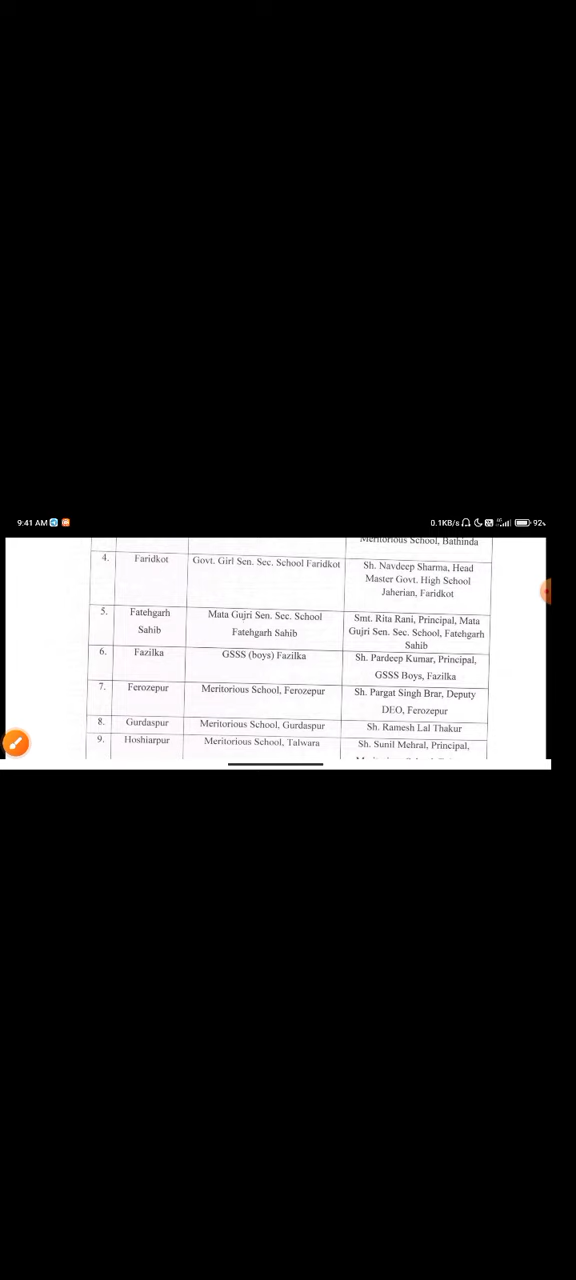 9:41 AM
0.1KB/s
92%
Meritorious School, Bathinda
4. Faridkot Govt. Girl Sen. Sec. School Faridkot Sh. Navdeep Sharma, Head
Master Govt. High School
Jaherian, Faridkot
5. Fatehgarh Mata Gujri Sen. Sec. School Smt. Rita Rani, Principal, Mata
Sahib Fatehgarh Sahib Gujri Sen. Sec. School, Fatehgarh
Sahib
6. Fazilka GSSS (boys) Fazilka Sh. Pardeep Kumar, Principal,
GSSS Boys, Fazilka
7. Ferozepur Meritorious School, Ferozepur Sh. Pargat Singh Brar, Deputy
DEO, Ferozepur
8. Gurdaspur Meritorious School, Gurdaspur Sh. Ramesh Lal Thakur
9. Hoshiarpur Meritorious School, Talwara Sh. Sunil Mehral, Principal,